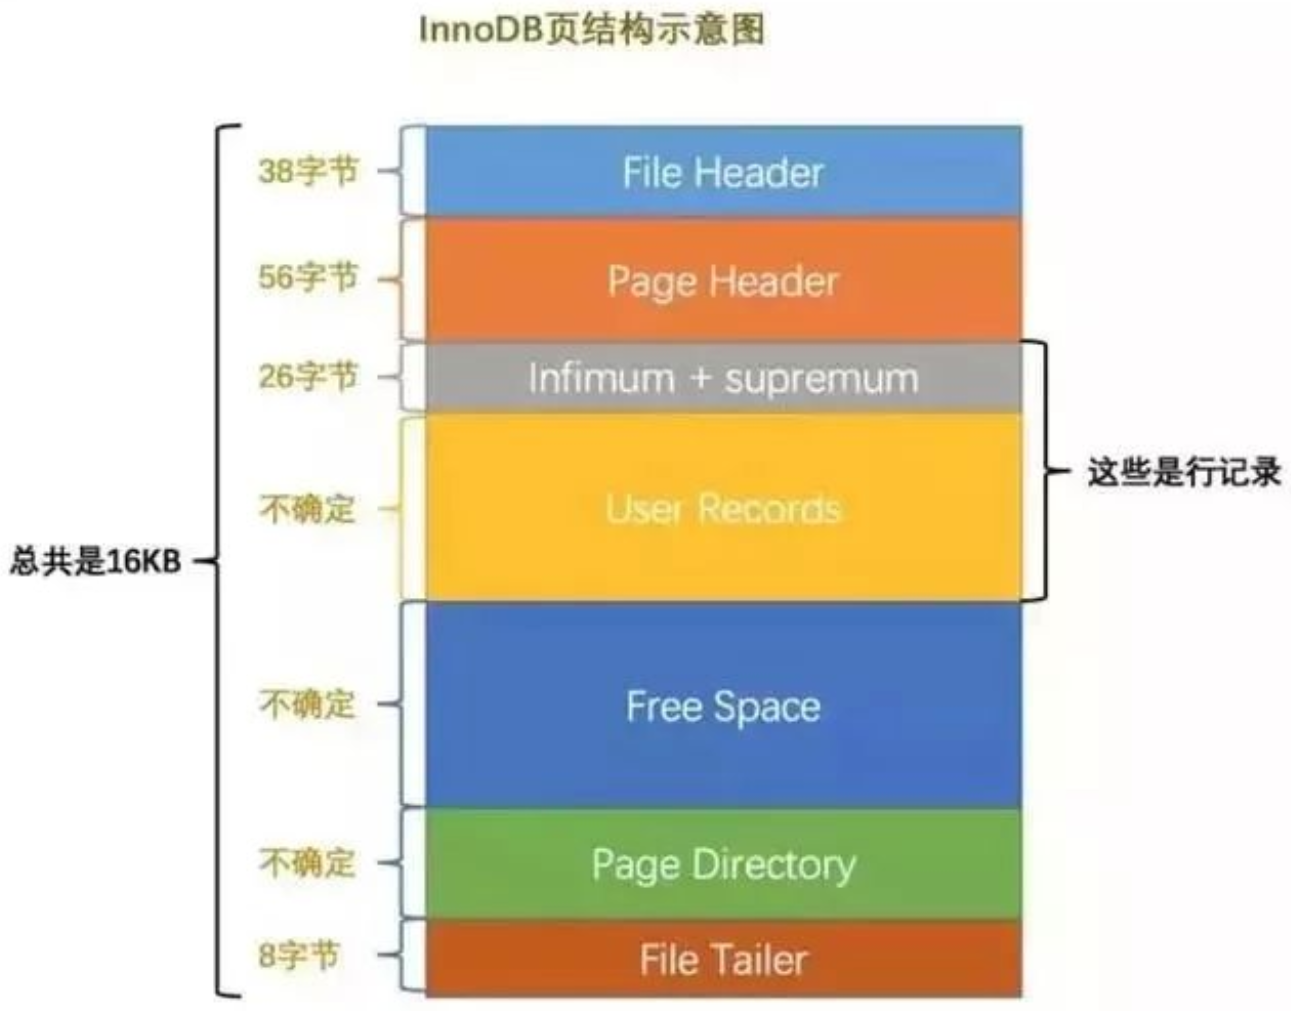 InnoDB页结构示意图
38字节
File Header
56字节
Page Header
26字节
Infimum + supremum
不确定
User Records
这些是行记录
总共是16KB
不确定
Free Space
不确定
Page Directory
8字节
File Tailer